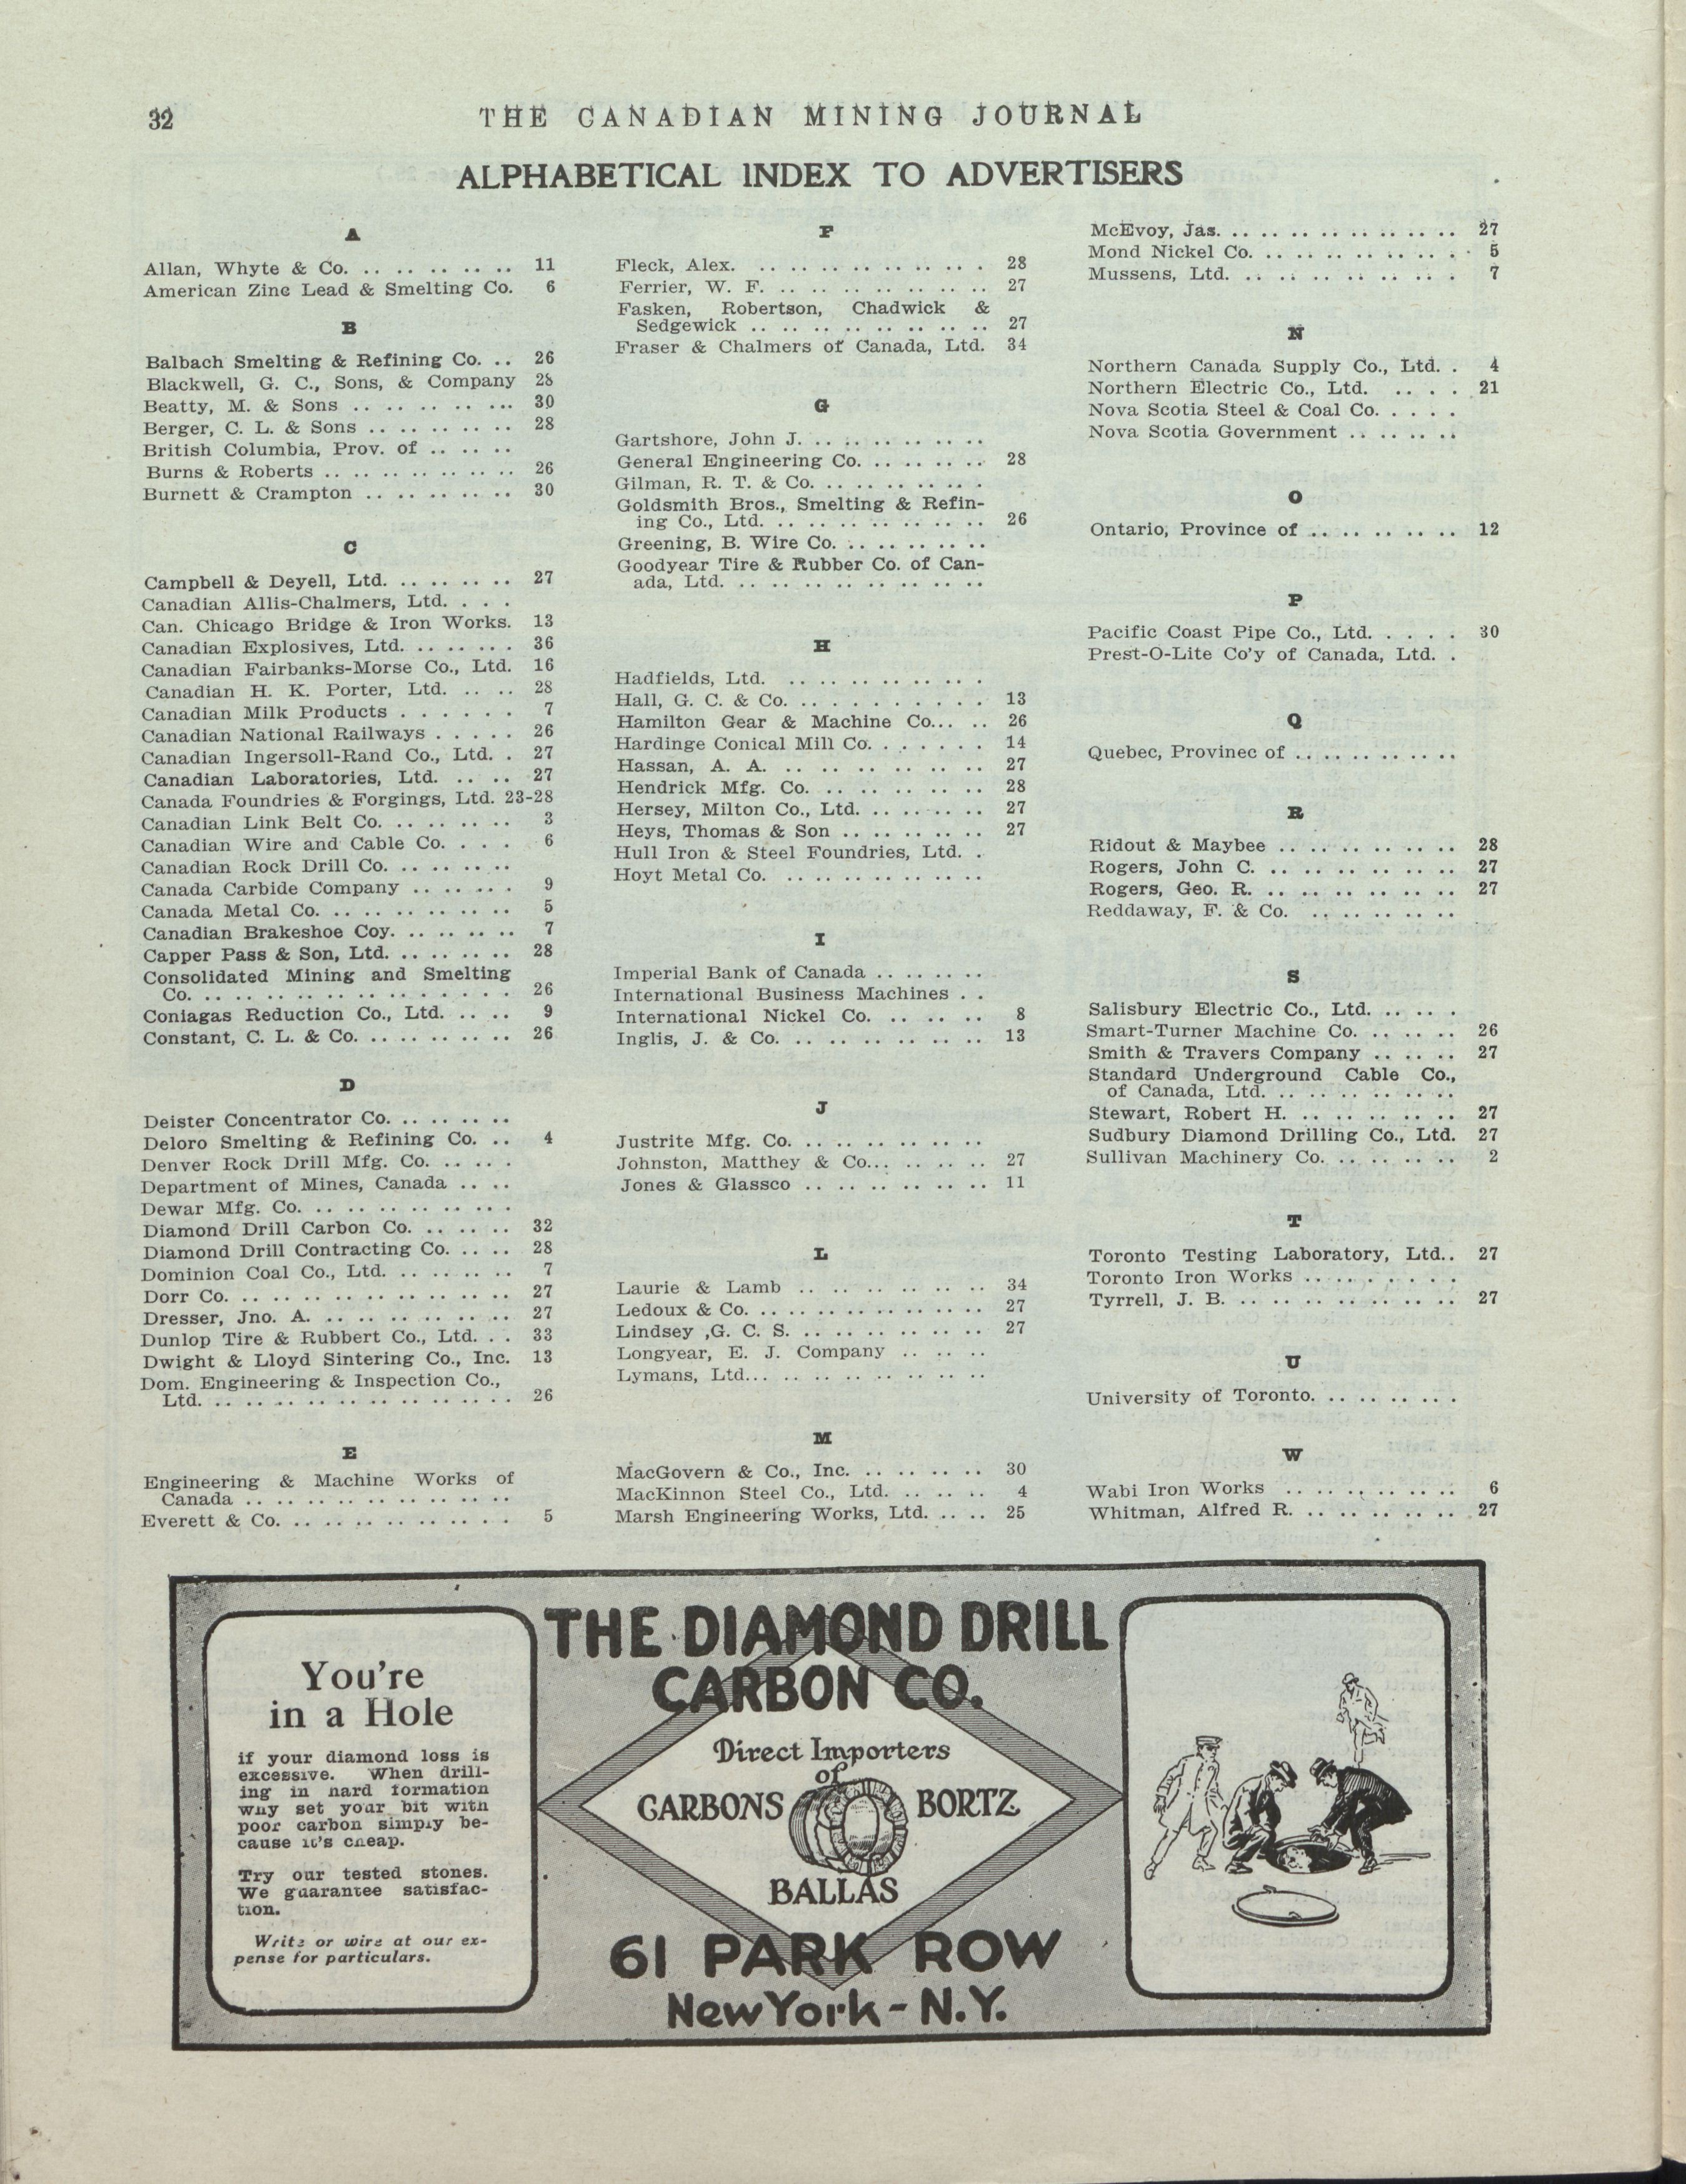 32
THE CANADIAN MINING JOURNAL
ALPHABETICAL INDEX TO ADVERTISERS
A
Allan, Whyte & Co. .. .. .. .. .. .. 11
American Zinc Lead & Smelting Co. 6
B
Balbach Smelting & Refining Co. .. 26
Blackwell, G. C., Sons, & Company 28
Beatty, M. & Sons .. .. .. .. .. ... 30
Berger, C. L. & Sons .. .. .. .. .. 28
British Columbia, Prov. of .. .. ..
Burns & Roberts .. .. .. .. .. .. .. 26
Burnett & Crampton .. .. .. .. .. 30
C
Campbell & Deyell, Ltd. .. .. .. .. 27
Canadian Allis-Chalmers, Ltd. . . .
Can. Chicago Bridge & Iron Works. 13
Canadian Explosives, Ltd. .. .. .. . 36
Canadian Fairbanks-Morse Co., Ltd. 16
Canadian H. K. Porter, Ltd. .. .. 28
Canadian Milk Products . . . . . . 7
Canadian National Railways . . . . . 26
Canadian Ingersoll-Rand Co., Ltd. . 27
Canadian Laboratories, Ltd. .. .. 27
Canada Foundries & Forgings, Ltd. 23-28
Canadian Link Belt Co. .. .. .. .. 3
Canadian Wire and Cable Co. . . . 6
Canadian Rock Drill Co. .. .. .. ..
Canada Carbide Company .. .. .. . 9
Canada Metal Co. .. .. .. .. .. .. 5
Canadian Brakeshoe Coy. .. .. .. .. 7
Capper Pass & Son, Ltd. .. .. .. .. 28
Consolidated Mining and Smelting
Co. .. .. .. .. .. .. .. .. .. .. . 26
Coniagas Reduction Co., Ltd. .. .. 9
Constant, C. L. & Co. .. .. .. .. .. 26
D
Deister Concentrator Co. .. .. .. ..
Deloro Smelting & Refining Co. .. 4
Denver Rock Drill Mfg. Co. .. .. .
Department of Mines, Canada .. ..
Dewar Mfg. Co. .. .. .. .. .. .. .
Diamond Drill Carbon Co. .. .. .. 32
Diamond Drill Contracting Co. .. .. 28
Dominion Coal Co., Ltd. .. .. .. .. 7
Dorr Co. .. .. .. .. .. .. .. .. .. 27
Dresser, Jno. A. .. .. .. .. .. .. .. 27
Dunlop Tire & Rubbert Co., Ltd. . . 33
Dwight & Lloyd Sintering Co., Inc. 13
Dom. Engineering & Inspection Co.,
Ltd. .. .. .. .. .. .. .. .. .. .. 26
E
Engineering & Machine Works of
Canada .. .. .. .. .. .. .. .. ..
Everett & Co. .. .. .. .. .. .. .. . 5
F
Fleck, Alex. .. .. .. .. .. .. .. . 28
Ferrier, W. F. .. .. .. .. .. .. .. 27
Fasken, Robertson, Chadwick &
Sedgewick .. .. .. .. .. .. .. .. 27
Fraser & Chalmers of Canada, Ltd. 34
G
Gartshore, John J. .. .. .. .. .. ..
General Engineering Co. .. .. .. .. 28
Gilman, R. T. & Co. .. .. .. .. .. .
Goldsmith Bros., Smelting & Refin-
ing Co., Ltd. .. .. .. .. .. .. .. 26
Greening, B. Wire Co. .. .. .. .. ..
Goodyear Tire & Rubber Co. of Can-
ada, Ltd. .. .. .. .. .. .. .. .. ..
H
Hadfields, Ltd. .. .. .. .. .. .. .
Hall, G. C. & Co. .. . . . . . . . . . 13
Hamilton Gear & Machine Co... .. 26
Hardinge Conical Mill Co. . . . . . . 14
Hassan, A. A. .. .. .. .. .. .. .. 27
Hendrick Mfg. Co. .. .. .. .. .. .. 28
Hersey, Milton Co., Ltd. .. .. .. .. 27
Heys, Thomas & Son .. .. .. .. .. 27
Hull Iron & Steel Foundries, Ltd. .
Hoyt Metal Co. .. .. .. .. .. .. ..
I
Imperial Bank of Canada .. .. .. ..
International Business Machines . .
International Nickel Co. .. .. .. .. 8
Inglis, J. & Co. .. .. .. .. .. .. .. 13
J
Justrite Mfg. Co. .. .. .. .. .. ..
Johnston, Matthey & Co... .. .. .. 27
Jones & Glassco .. .. .. .. .. .. .. 11
L
Laurie & Lamb .. .. .. .. .. .. .. 34
Ledoux & Co. .. .. .. .. .. .. .. .. 27
Lindsey ,G. C. S. .. .. .. .. .. .. .. 27
Longyear, E. J. Company .. .. ..
Lymans, Ltd... .. .. .. .. .. .. ..
M
MacGovern & Co., Inc. .. .. .. .. 30
MacKinnon Steel Co., Ltd. .. .. .. 4
Marsh Engineering Works, Ltd. .. .. 25
McEvoy, Jas. .. .. .. .. .. .. .. .. 27
Mond Nickel Co. .. .. .. .. .. .. .. 5
Mussens, Ltd. .. .. .. .. .. .. .. . 7
N
Northern Canada Supply Co., Ltd. . 4
Northern Electric Co., Ltd. .. .. . 21
Nova Scotia Steel & Coal Co. . . . .
Nova Scotia Government .. .. .. ..
O
Ontario, Province of .. .. .. .. .. 12
P
Pacific Coast Pipe Co., Ltd. . . . . 30
Prest-O-Lite Co'y of Canada, Ltd. .
Q
Quebec, Provinec of .. .. .. .. .. ..
R
Ridout & Maybee .. .. .. .. .. .. 28
Rogers, John C. .. .. .. .. .. .. .. 27
Rogers, Geo. R. .. .. .. .. .. .. .. 27
Reddaway, F. & Co. .. .. .. .. ..
S
Salisbury Electric Co., Ltd. .. .. .
Smart-Turner Machine Co. .. .. .. 26
Smith & Travers Company .. .. .. 27
Standard Underground Cable Co.,
of Canada, Ltd. .. .. .. .. .. ..
Stewart, Robert H. .. .. .. .. .. .. 27
Sudbury Diamond Drilling Co., Ltd. 27
Sullivan Machinery Co. .. .. .. .. 2
T
Toronto Testing Laboratory, Ltd.. 27
Toronto Iron Works .. .. . . . . .
Tyrrell, J. B. .. .. .. .. .. .. .. .. 27
U
University of Toronto. .. .. .. .. .
W
Wabi Iron Works .. .. .. .. .. .. 6
Whitman, Alfred R. .. .. .. .. .. .. 27
You're
in a Hole
if your diamond loss is
excessive. When drill-
ing in hard formation
why set your bit with
poor carbon simply be-
cause it's cheap.
Try our tested stones.
We guarantee satisfac-
tion.
Write or wire at our ex-
pense for particulars.
THE DIAMOND DRILL
CARBON CO.
Direct Importers
of
CARBONS BORTZ
BALLAS
61 PARK ROW
New York - N.Y.